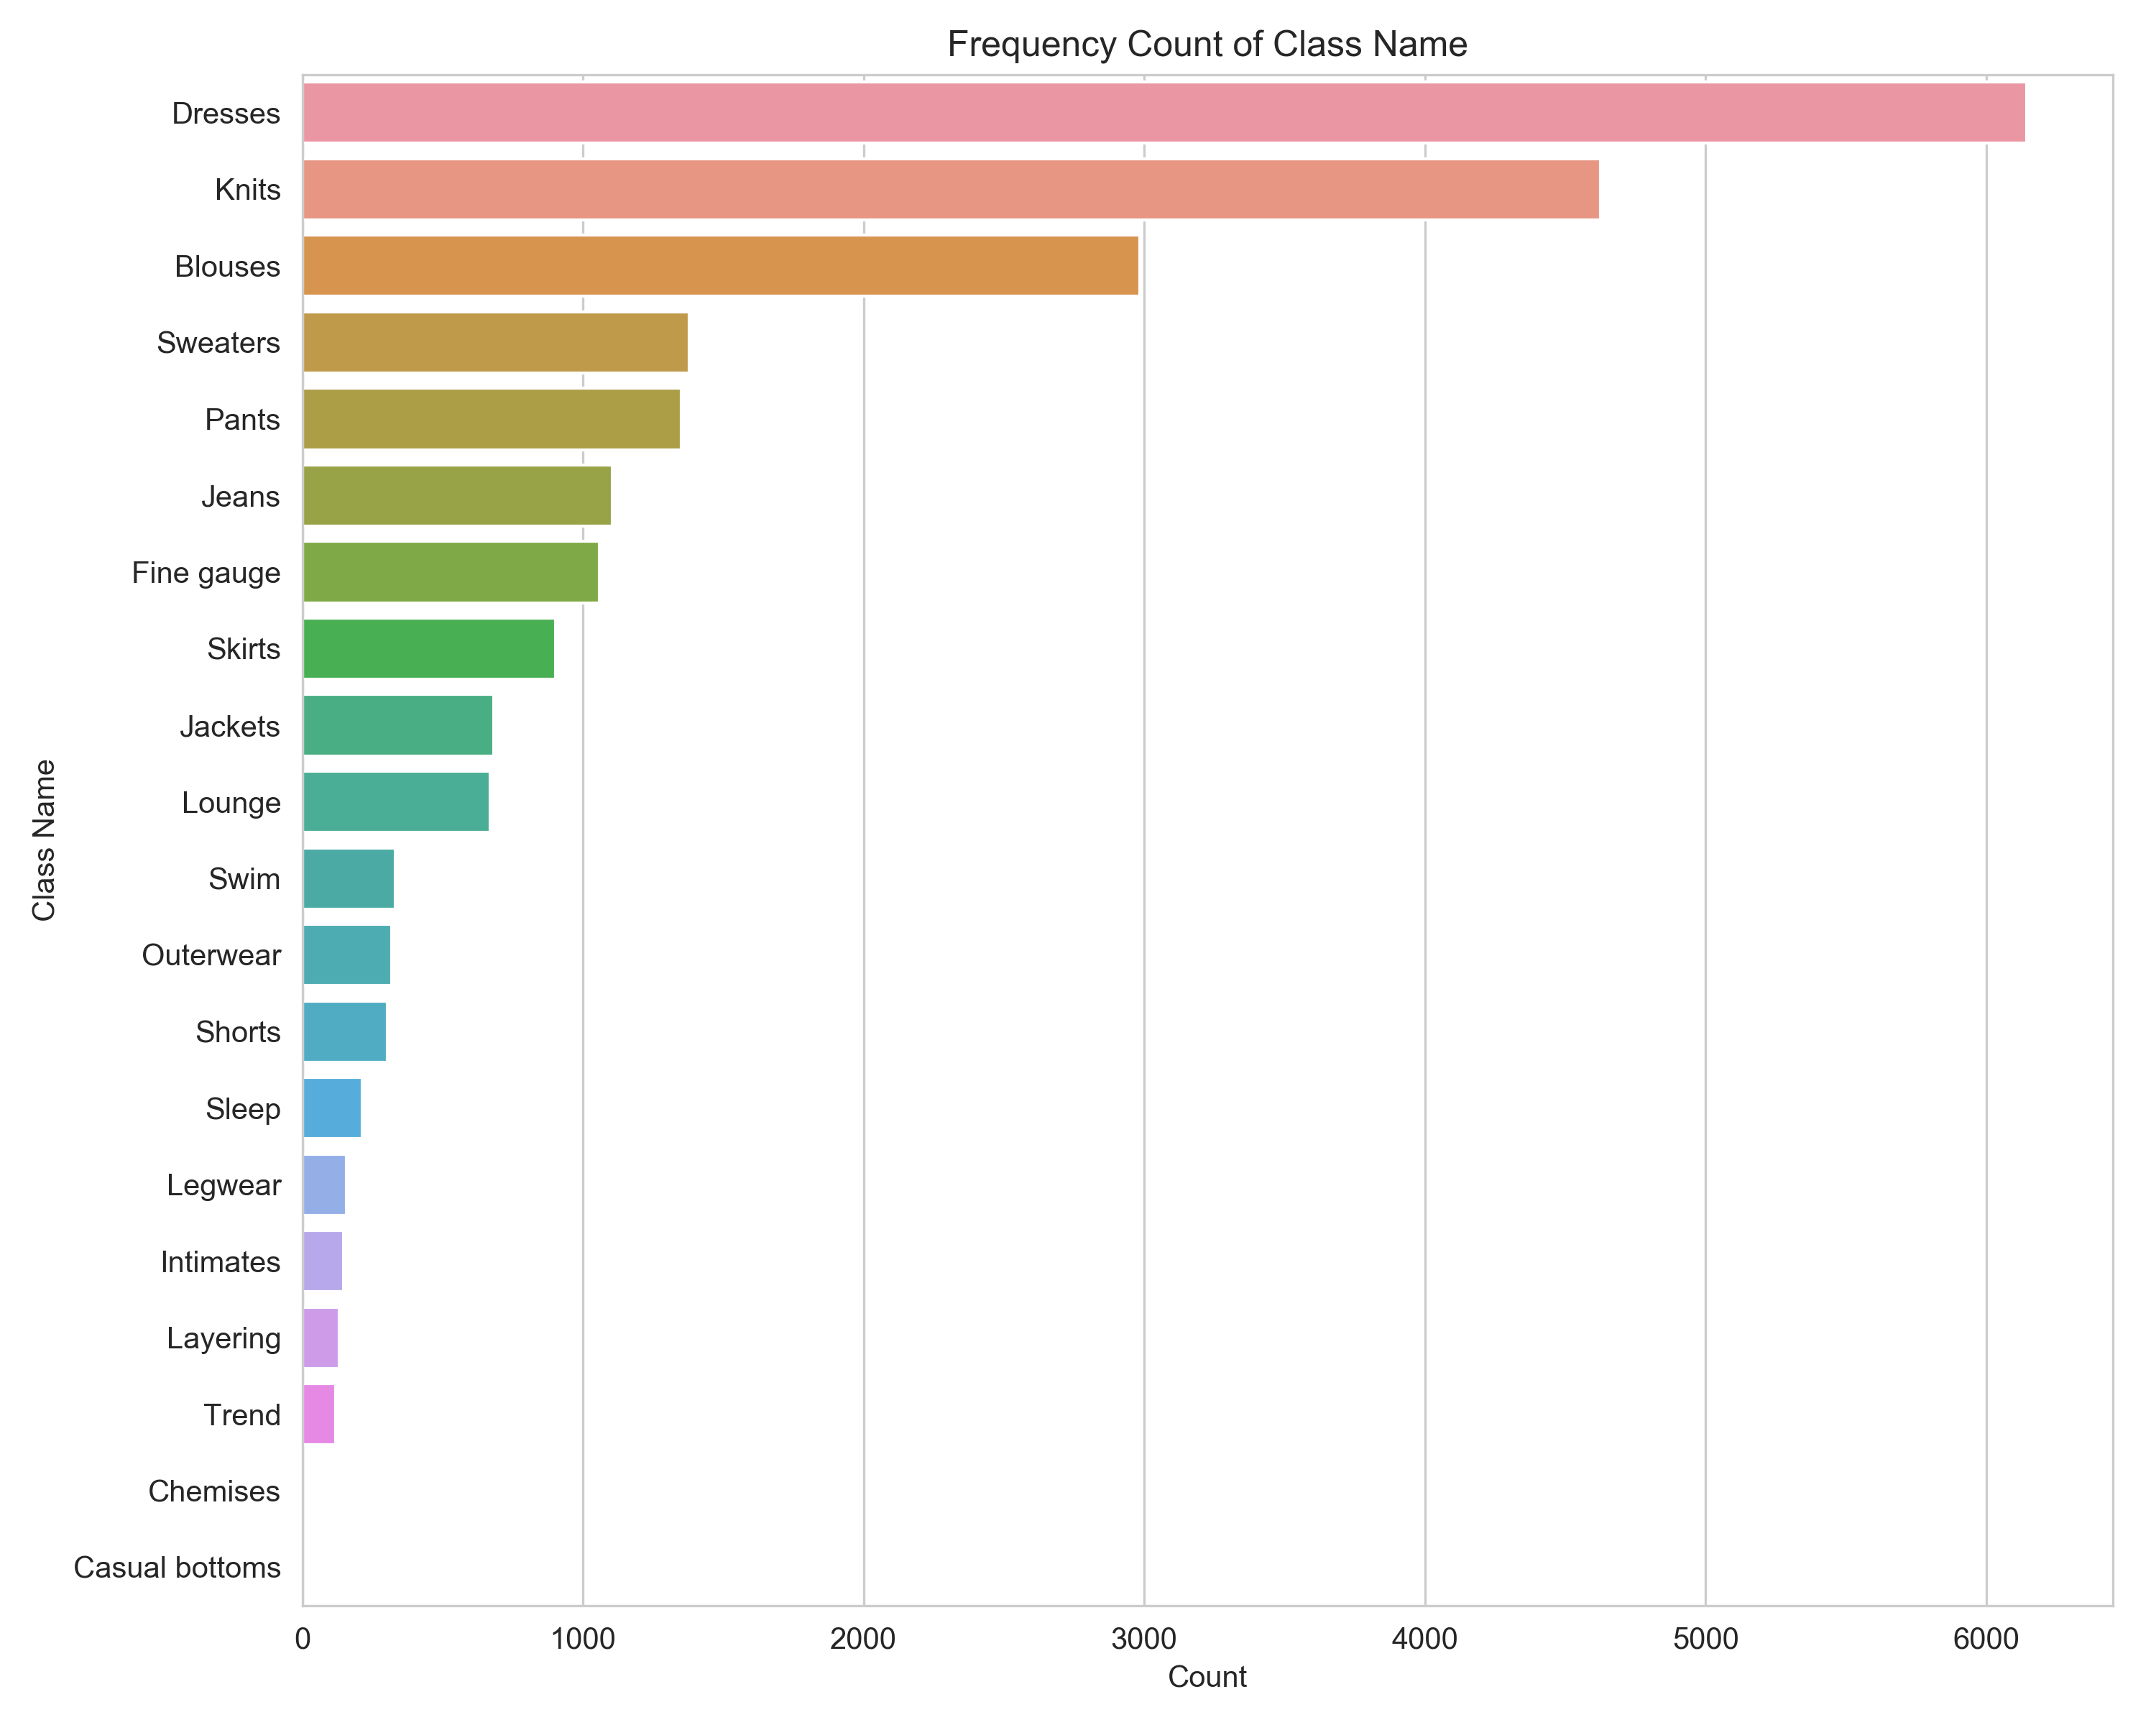 Frequency Count of Class Name
Dresses
Knits
Blouses
Sweaters
Pants
Jeans
Fine gauge
Skirts
Jackets
Lounge
Swim
Outerwear
Shorts
Sleep
Legwear
Intimates
Layering
Trend
Chemises
Casual bottoms
Class Name
0 1000 2000 3000 4000 5000 6000
Count